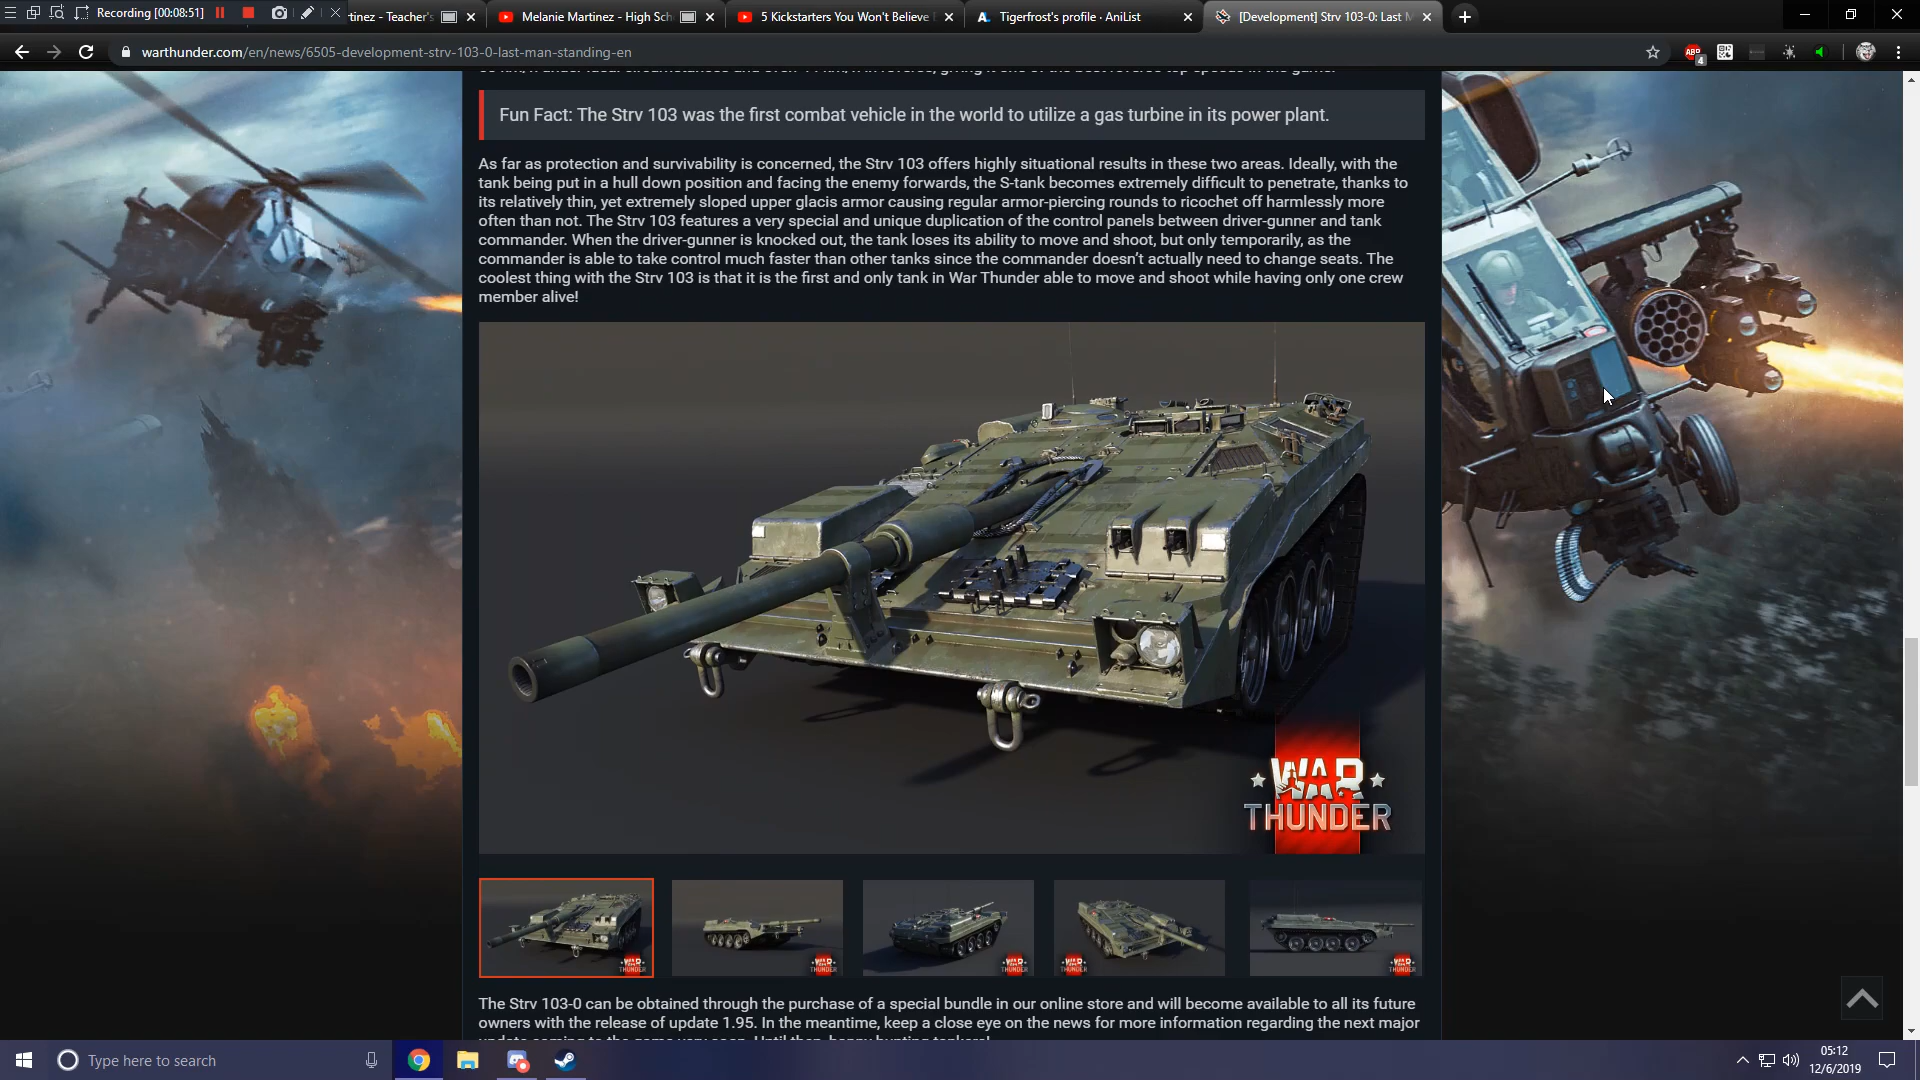 Recording [00:08:51]
tinez - Teacher's
Melanie Martinez - High Sch
5 Kickstarters You Won't Believe
Tigerfrost's profile · AniList
[Development] Strv 103-0: Last M
warthunder.com/en/news/6505-development-strv-103-0-last-man-standing-en
ABP
4
Fun Fact: The Strv 103 was the first combat vehicle in the world to utilize a gas turbine in its power plant.
As far as protection and survivability is concerned, the Strv 103 offers highly situational results in these two areas. Ideally, with the
tank being put in a hull down position and facing the enemy forwards, the S-tank becomes extremely difficult to penetrate, thanks to
its relatively thin, yet extremely sloped upper glacis armor causing regular armor-piercing rounds to ricochet off harmlessly more
often than not. The Strv 103 features a very special and unique duplication of the control panels between driver-gunner and tank
commander. When the driver-gunner is knocked out, the tank loses its ability to move and shoot, but only temporarily, as the
commander is able to take control much faster than other tanks since the commander doesn't actually need to change seats. The
coolest thing with the Strv 103 is that it is the first and only tank in War Thunder able to move and shoot while having only one crew
member alive!
WAR
THUNDER
WAR
THUNDER
WAR
THUNDER
WAR
THUNDER
WAR
THUNDER
WAR
THUNDER
The Strv 103-0 can be obtained through the purchase of a special bundle in our online store and will become available to all its future
owners with the release of update 1.95. In the meantime, keep a close eye on the news for more information regarding the next major
Type here to search
05:12
12/6/2019